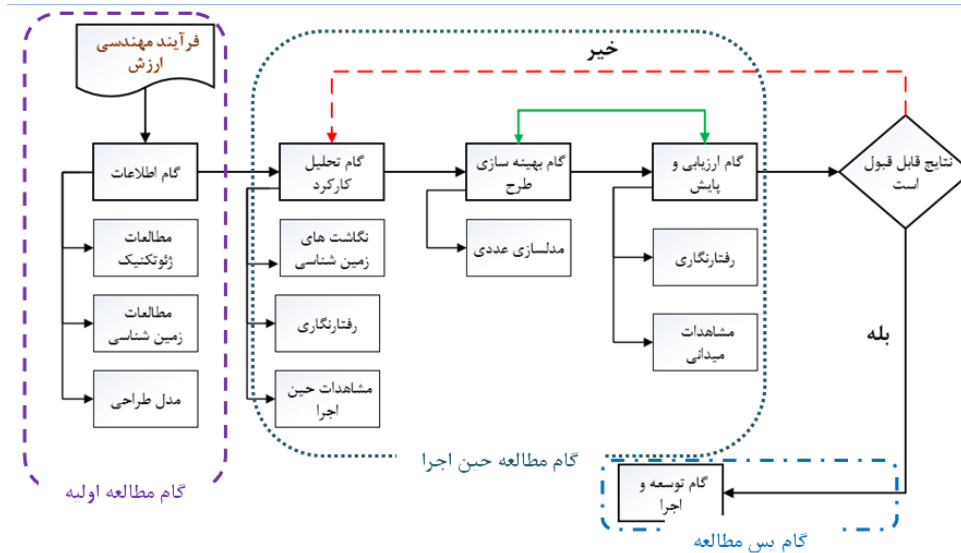 فرآیند مهندسی
ارزش
خیر
گام اطلاعات
گام تحلیل
کارکرد
گام بهینه سازی
طرح
گام ارزیابی و
پایش
نتایج قابل قبول
است
مطالعات
ژئوتکنیک
مطالعات
زمین شناسی
مدل طراحی
نگاشت های
زمین شناسی
رفتارنگاری
مشاهدات حین
اجرا
مدلسازی عددی
رفتارنگاری
مشاهدات
میدانی
بله
گام مطالعه اولیه
گام مطالعه حین اجرا
گام توسعه و
اجرا
گام پس مطالعه